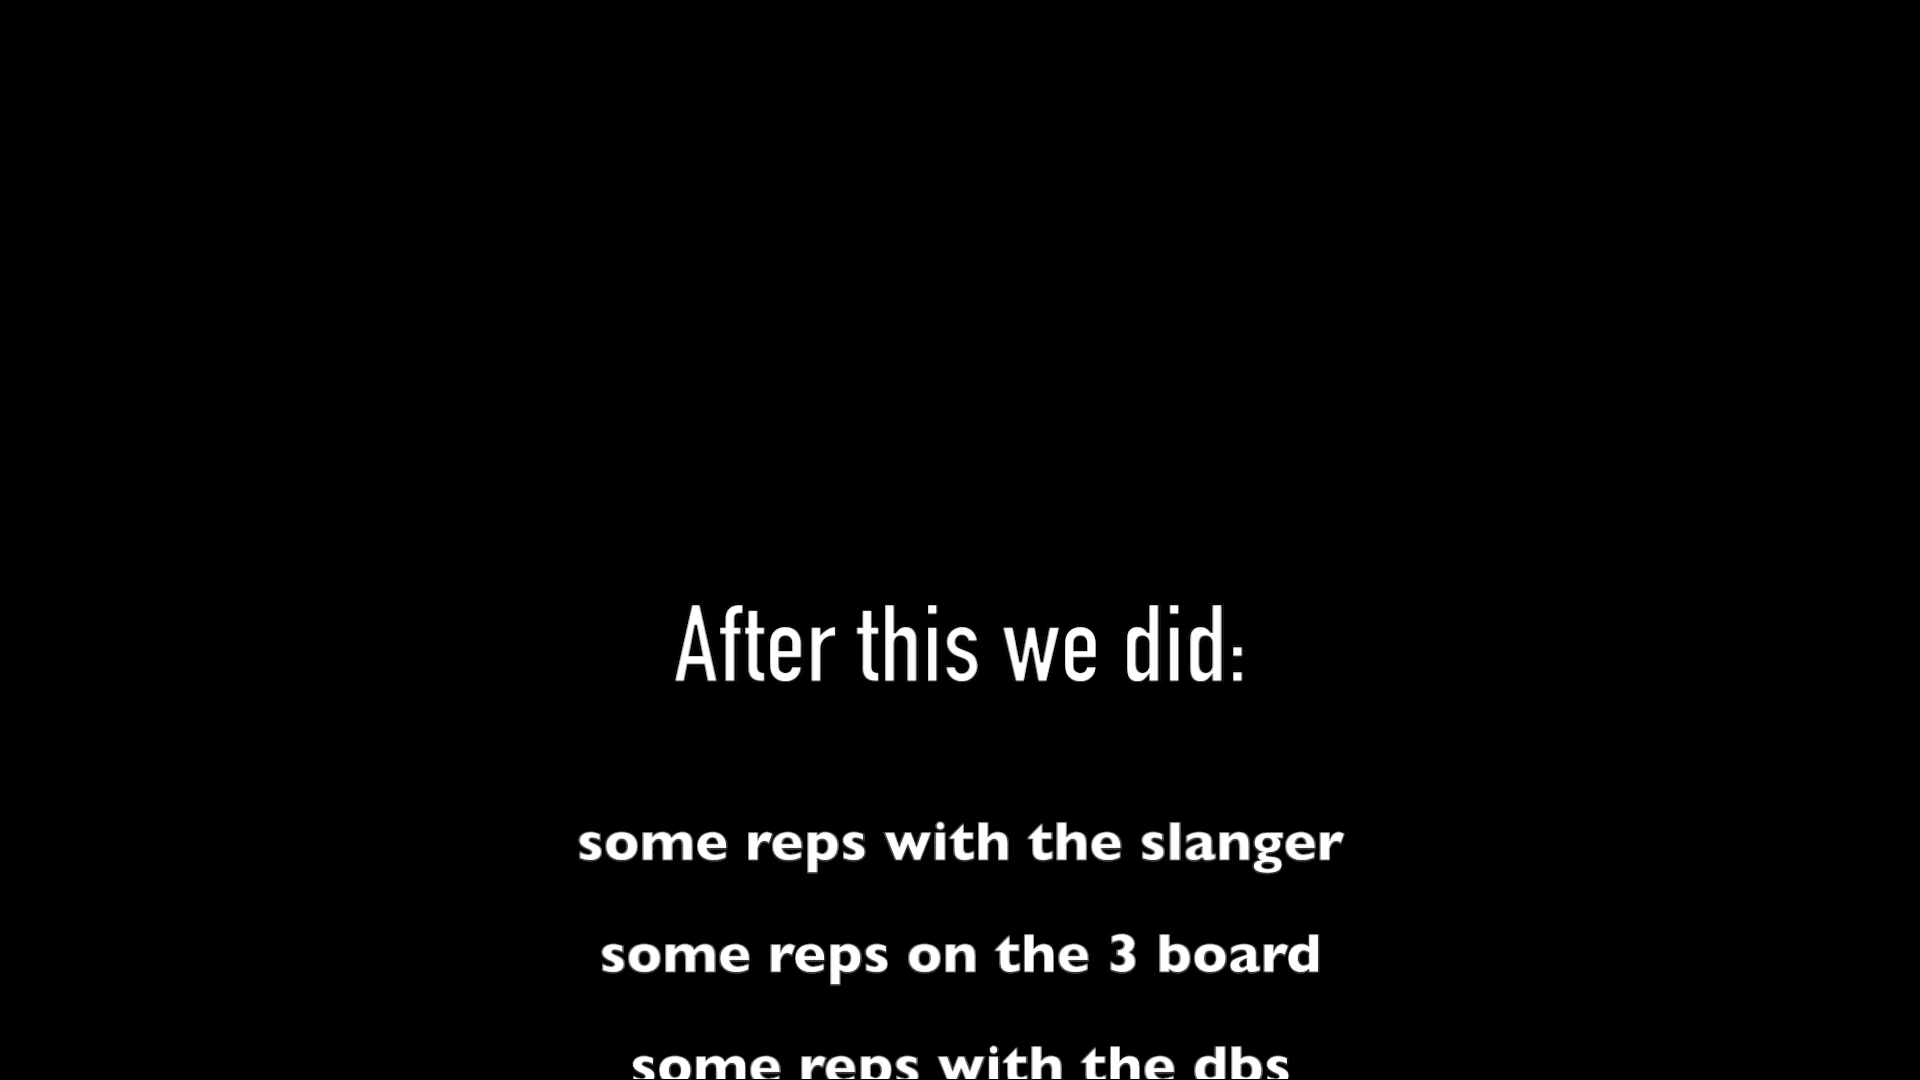 After this we did:
some reps with the slanger
some reps on the 3 board
some reps with the dbs